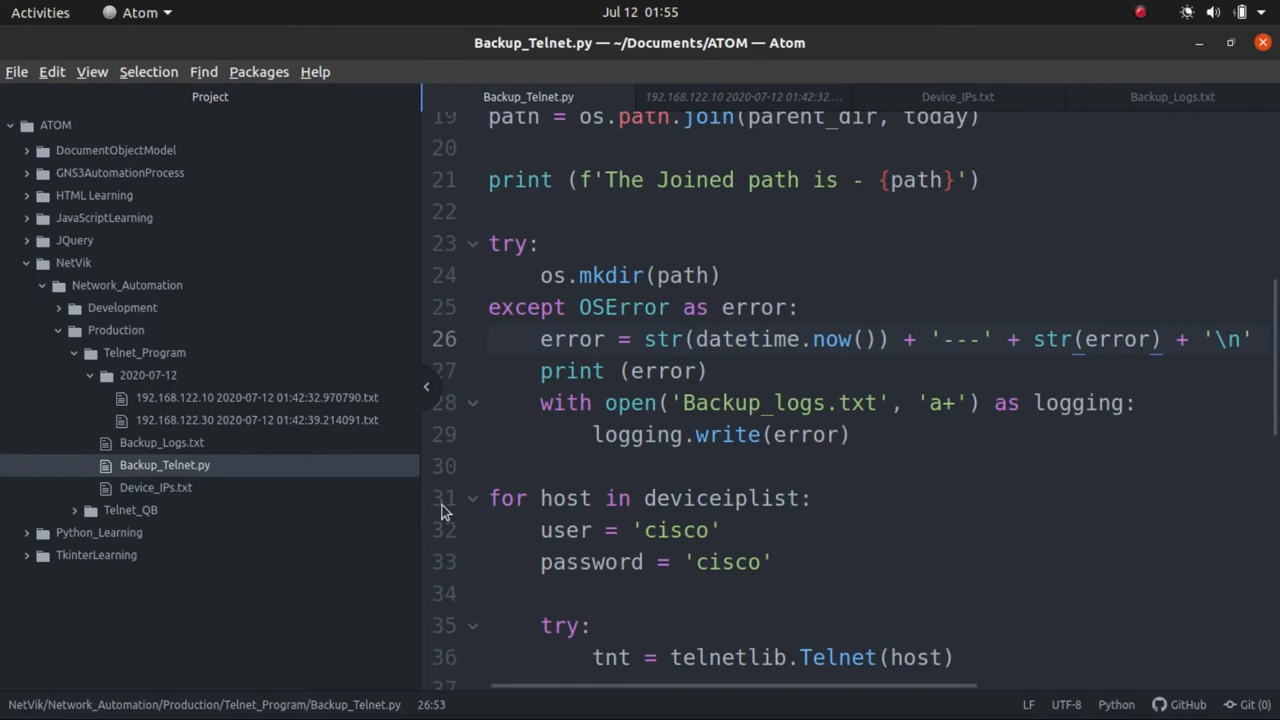 Activities Atom Jul 12 01:55
Backup_Telnet.py — ~/Documents/ATOM — Atom
File Edit View Selection Find Packages Help
Project
ATOM
DocumentObjectModel
GNS3AutomationProcess
HTML Learning
JavaScriptLearning
JQuery
NetVik
Network_Automation
Development
Production
Telnet_Program
2020-07-12
192.168.122.10 2020-07-12 01:42:32.970790.txt
192.168.122.30 2020-07-12 01:42:39.214091.txt
Backup_Logs.txt
Backup_Telnet.py
Device_IPs.txt
Telnet_QB
Python_Learning
TkinterLearning
Backup_Telnet.py 192.168.122.10 2020-07-12 01:42:32.... Device_IPs.txt Backup_Logs.txt
19 path = os.path.join(parent_dir, today)
20
21 print (f'The Joined path is - {path}')
22
23 try:
24 os.mkdir(path)
25 except OSError as error:
26 error = str(datetime.now()) + '---' + str(error) + '\n'
27 print (error)
28 with open('Backup_logs.txt', 'a+') as logging:
29 logging.write(error)
30
31 for host in deviceiplist:
32 user = 'cisco'
33 password = 'cisco'
34
35 try:
36 tnt = telnetlib.Telnet(host)
37
NetVik/Network_Automation/Production/Telnet_Program/Backup_Telnet.py 26:53 LF UTF-8 Python GitHub Git (0)